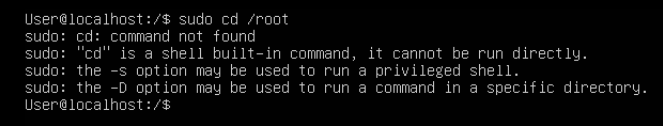 User@localhost:/$ sudo cd /root
sudo: cd: command not found
sudo: "cd" is a shell built-in command, it cannot be run directly.
sudo: the -s option may be used to run a privileged shell.
sudo: the -D option may be used to run a command in a specific directory.
User@localhost:/$